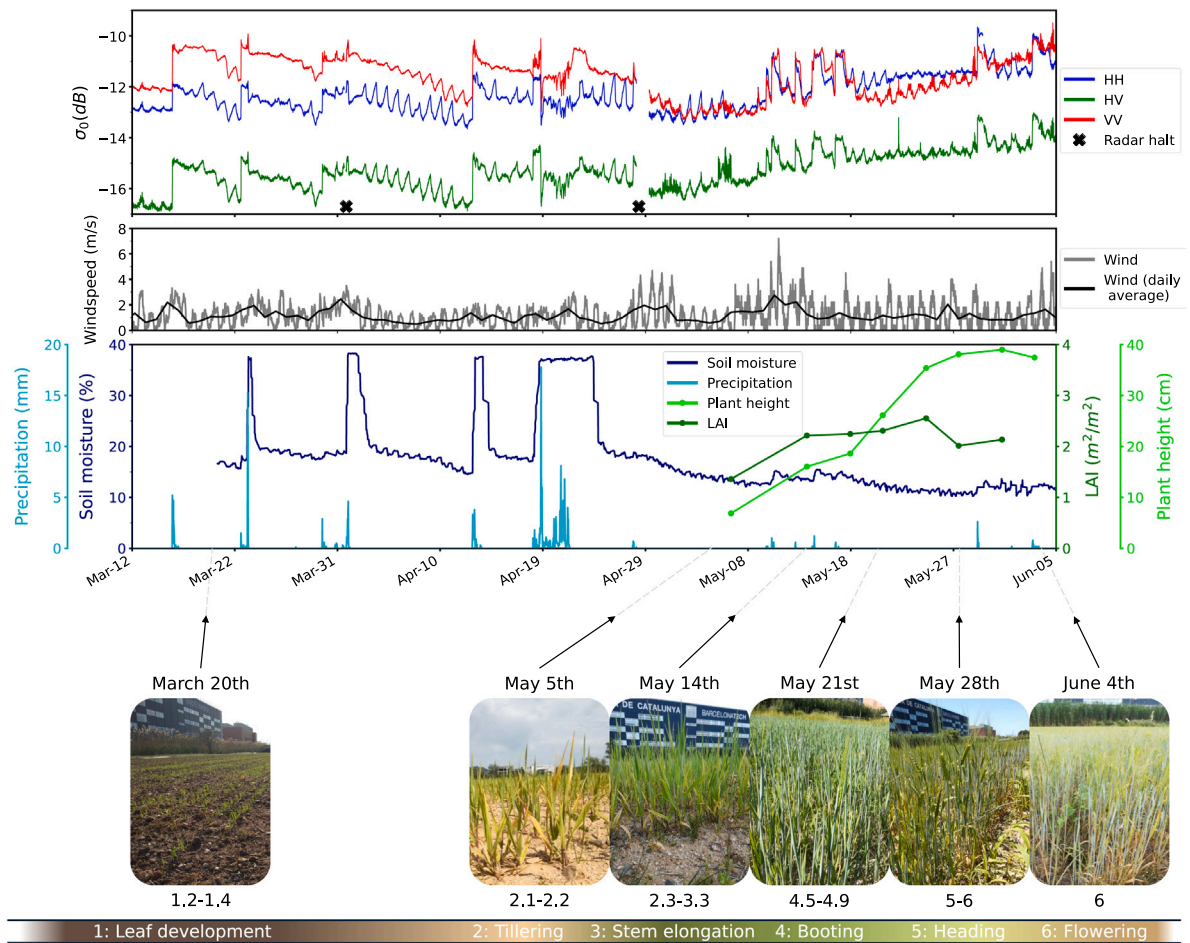 −10
−12
−14
−16
σ₀(dB)
HH
HV
VV
Radar halt
8
6
4
2
0
Windspeed (m/s)
Wind
Wind (daily
average)
20
15
10
5
0
Precipitation (mm)
40
30
20
10
0
Soil moisture (%)
Soil moisture
Precipitation
Plant height
LAI
4
3
2
1
0
LAI (m²/m²)
40
30
20
10
0
Plant height (cm)
Mar-12
Mar-22
Mar-31
Apr-10
Apr-19
Apr-29
May-08
May-18
May-27
Jun-05
March 20th
May 5th
May 14th
May 21st
May 28th
June 4th
DE CATALUNYA
BARCELONATECH
DE CATALUNYA
1.2-1.4
2.1-2.2
2.3-3.3
4.5-4.9
5-6
6
1: Leaf development
2: Tillering
3: Stem elongation
4: Booting
5: Heading
6: Flowering